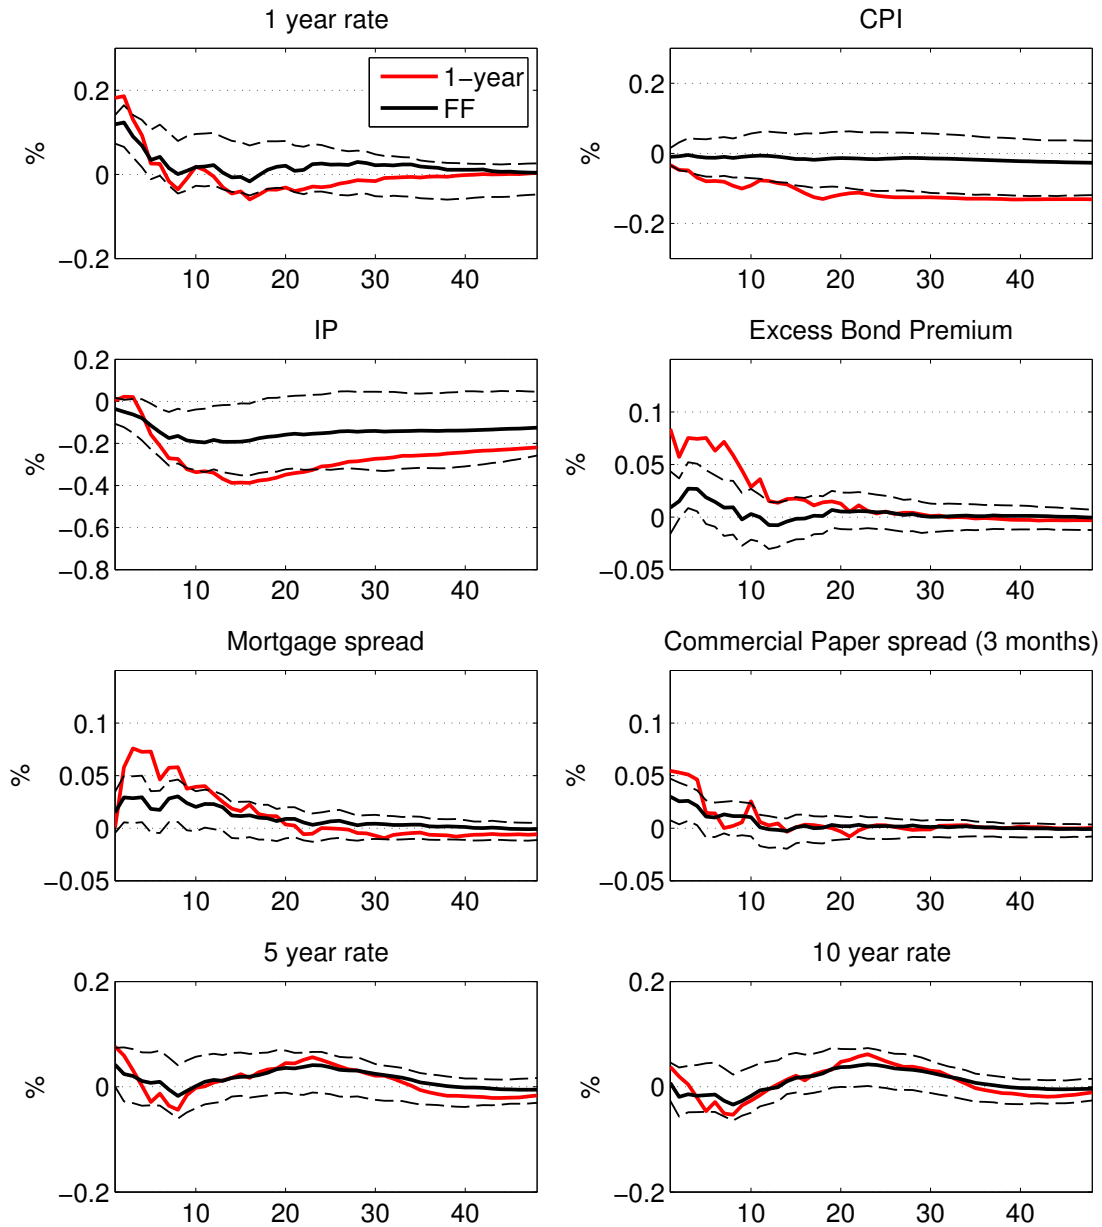 1 year rate
0.2
0
−0.2
%
10 20 30 40
1−year
FF
CPI
0.2
0
−0.2
%
10 20 30 40
IP
0.2
0
−0.2
−0.4
−0.6
−0.8
%
10 20 30 40
Excess Bond Premium
0.1
0.05
0
−0.05
%
10 20 30 40
Mortgage spread
0.1
0.05
0
−0.05
%
10 20 30 40
Commercial Paper spread (3 months)
0.1
0.05
0
−0.05
%
10 20 30 40
5 year rate
0.2
0
−0.2
%
10 20 30 40
10 year rate
0.2
0
−0.2
%
10 20 30 40